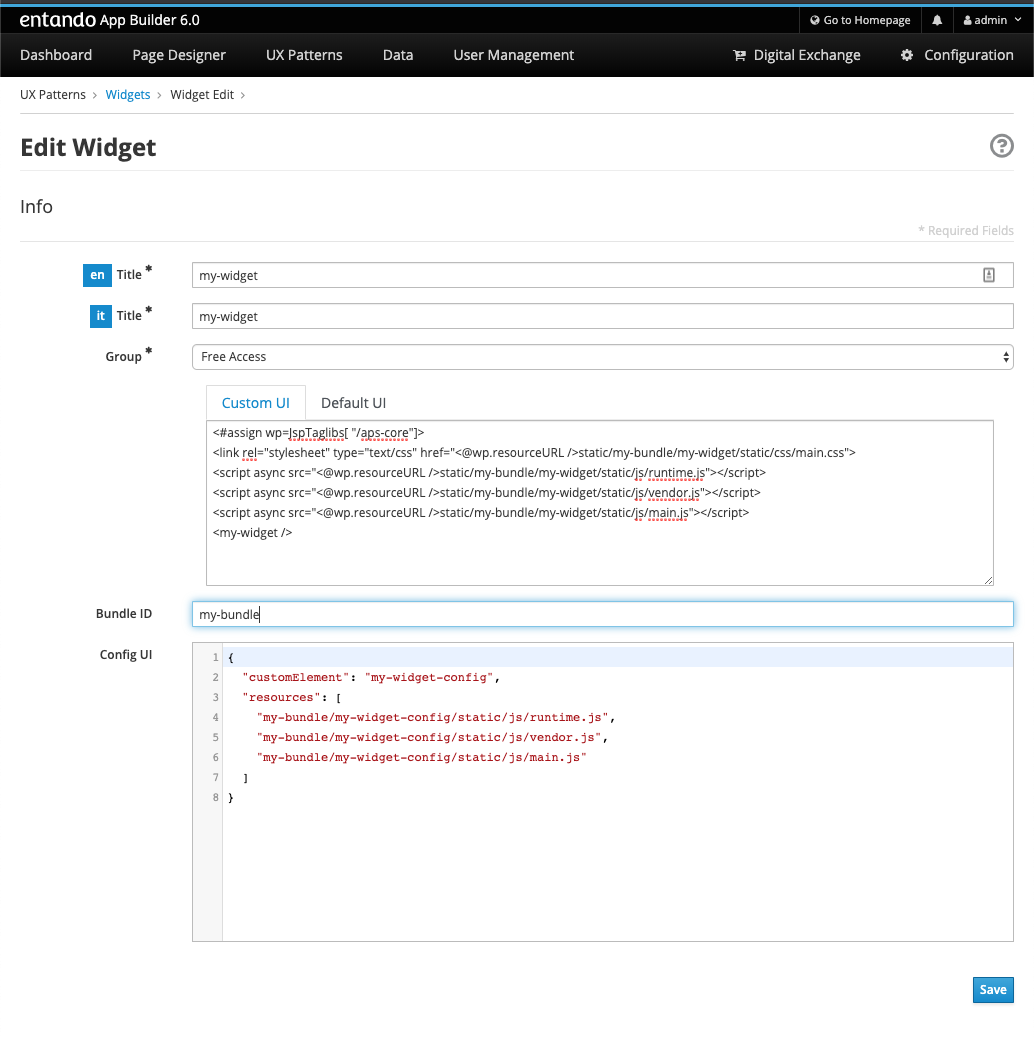 entando App Builder 6.0
Go to Homepage
admin
Dashboard Page Designer UX Patterns Data User Management Digital Exchange Configuration
UX Patterns > Widgets > Widget Edit >
Edit Widget
Info
* Required Fields
en Title *
my-widget
it Title *
my-widget
Group *
Free Access
Custom UI Default UI
<#assign wp=JspTaglibs[ "/aps-core"]>
<link rel="stylesheet" type="text/css" href="<@wp.resourceURL />static/my-bundle/my-widget/static/css/main.css">
<script async src="<@wp.resourceURL />static/my-bundle/my-widget/static/js/runtime.js"></script>
<script async src="<@wp.resourceURL />static/my-bundle/my-widget/static/js/vendor.js"></script>
<script async src="<@wp.resourceURL />static/my-bundle/my-widget/static/js/main.js"></script>
<my-widget />
Bundle ID
my-bundle
Config UI
1 {
2 "customElement": "my-widget-config",
3 "resources": [
4 "my-bundle/my-widget-config/static/js/runtime.js",
5 "my-bundle/my-widget-config/static/js/vendor.js",
6 "my-bundle/my-widget-config/static/js/main.js"
7 ]
8 }
Save